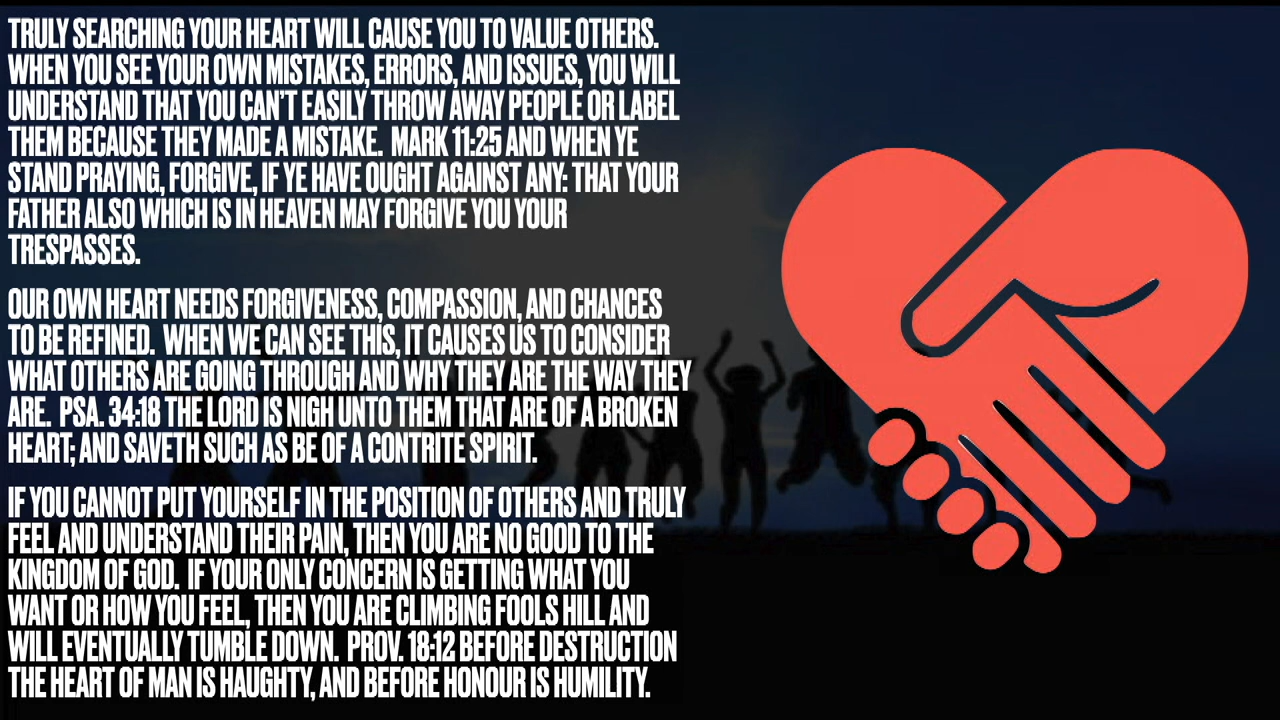 TRULY SEARCHING YOUR HEART WILL CAUSE YOU TO VALUE OTHERS.
WHEN YOU SEE YOUR OWN MISTAKES, ERRORS, AND ISSUES, YOU WILL
UNDERSTAND THAT YOU CAN'T EASILY THROW AWAY PEOPLE OR LABEL
THEM BECAUSE THEY MADE A MISTAKE.  MARK 11:25 AND WHEN YE
STAND PRAYING, FORGIVE, IF YE HAVE OUGHT AGAINST ANY: THAT YOUR
FATHER ALSO WHICH IS IN HEAVEN MAY FORGIVE YOU YOUR
TRESPASSES.
OUR OWN HEART NEEDS FORGIVENESS, COMPASSION, AND CHANCES
TO BE REFINED.  WHEN WE CAN SEE THIS, IT CAUSES US TO CONSIDER
WHAT OTHERS ARE GOING THROUGH AND WHY THEY ARE THE WAY THEY
ARE.  PSA. 34:18 THE LORD IS NIGH UNTO THEM THAT ARE OF A BROKEN
HEART; AND SAVETH SUCH AS BE OF A CONTRITE SPIRIT.
IF YOU CANNOT PUT YOURSELF IN THE POSITION OF OTHERS AND TRULY
FEEL AND UNDERSTAND THEIR PAIN, THEN YOU ARE NO GOOD TO THE
KINGDOM OF GOD.  IF YOUR ONLY CONCERN IS GETTING WHAT YOU
WANT OR HOW YOU FEEL, THEN YOU ARE CLIMBING FOOLS HILL AND
WILL EVENTUALLY TUMBLE DOWN.  PROV. 18:12 BEFORE DESTRUCTION
THE HEART OF MAN IS HAUGHTY, AND BEFORE HONOUR IS HUMILITY.